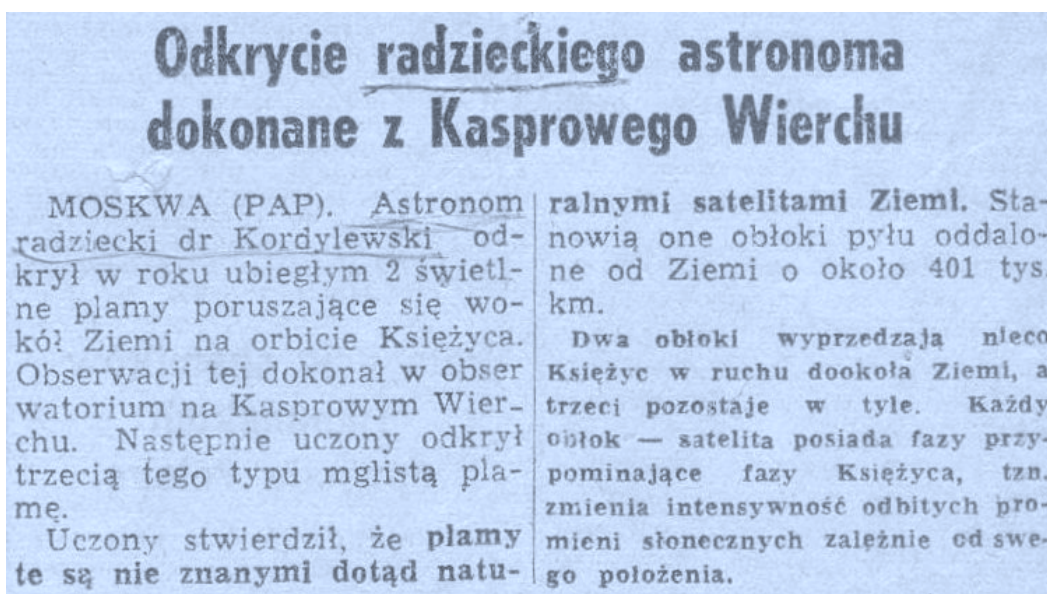 Odkrycie radzieckiego astronoma
dokonane z Kasprowego Wierchu
MOSKWA (PAP). Astronom
radziecki dr Kordylewski od-
krył w roku ubiegłym 2 świetl-
ne plamy poruszające się wo-
kół Ziemi na orbicie Księżyca.
Obserwacji tej dokonał w obser
watorium na Kasprowym Wier-
chu. Następnie uczony odkrył
trzecią tego typu mglistą pla-
mę.
Uczony stwierdził, że plamy
te są nie znanymi dotąd natu-
ralnymi satelitami Ziemi. Sta-
nowią one obłoki pyłu oddalo-
ne od Ziemi o około 401 tys.
km.
Dwa obłoki wyprzedzają nieco
Księżyc w ruchu dookoła Ziemi, a
trzeci pozostaje w tyle. Każdy
obłok — satelita posiada fazy przy-
pominające fazy Księżyca, tzn.
zmienia intensywność odbitych pro-
mieni słonecznych zależnie od swe-
go położenia.